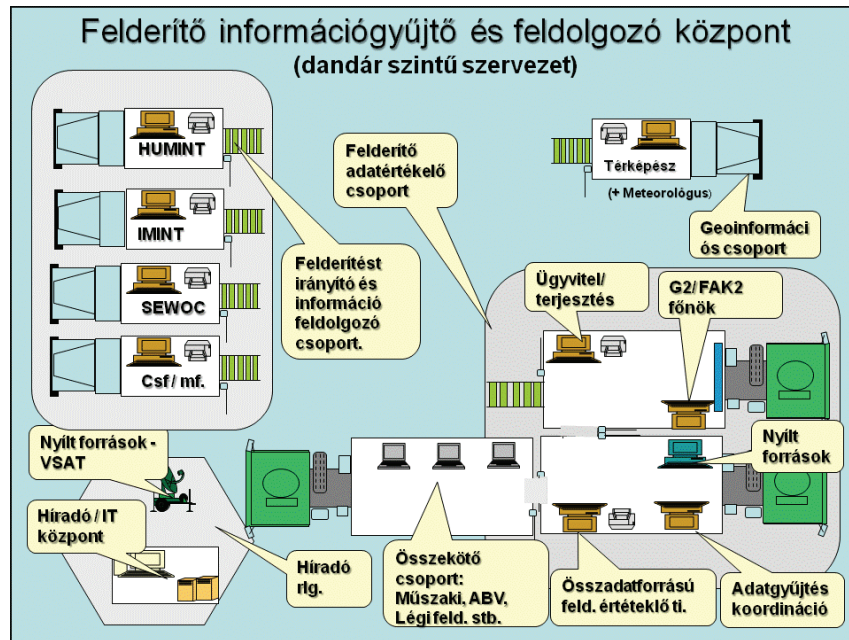 Felderítő információgyűjtő és feldolgozó központ
(dandár szintű szervezet)
HUMINT
IMINT
SEWOC
Csf / mf.
Felderítést
irányító és
információ
feldolgozó
csoport.
Felderítő
adatértékelő
csoport
Térképész
(+ Meteorológus)
Geoinformáci
ós csoport
Ügyvitel/
terjesztés
G2/ FAK2
főnök
Nyílt
források
Nyílt források -
VSAT
Híradó / IT
központ
Híradó
rlg.
Összekötő
csoport:
Műszaki, ABV,
Légi feld. stb.
Összadatforrású
feld. értéteklő ti.
Adatgyűjtés
koordináció